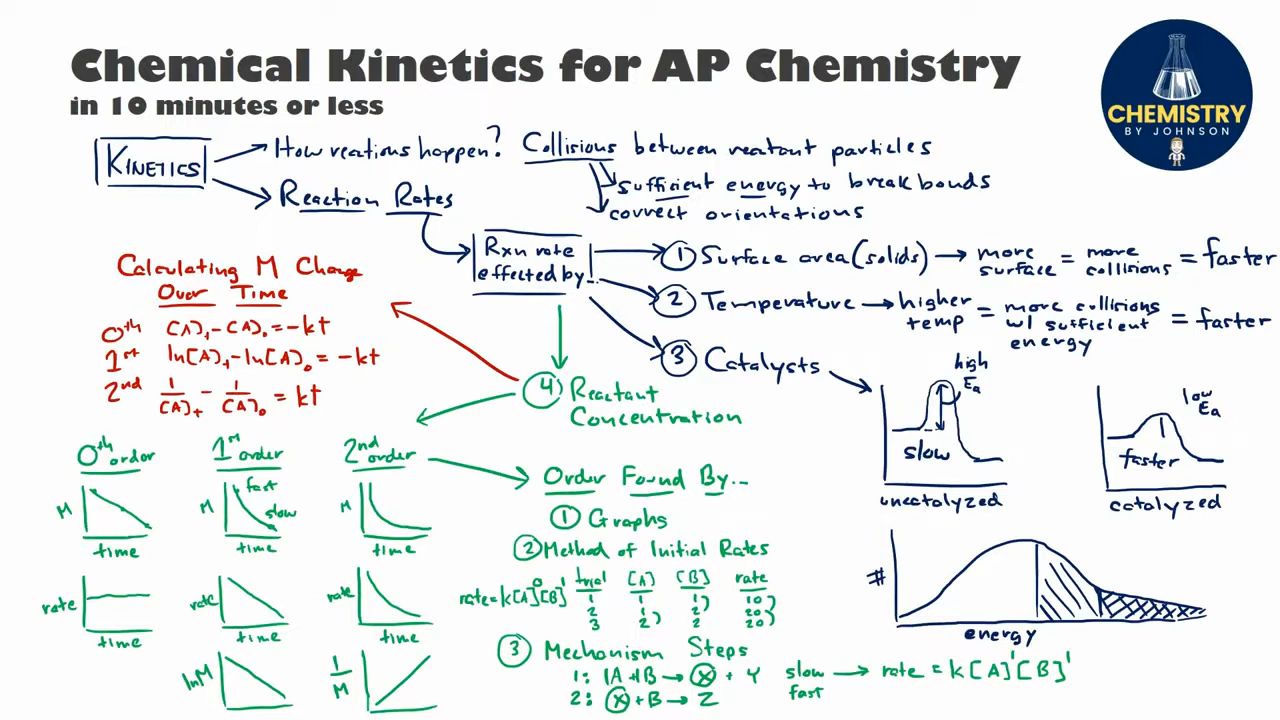 Chemical Kinetics for AP Chemistry
in 10 minutes or less
CHEMISTRY
BY JOHNSON
KINETICS
How reactions happen? Collisions between reactant particles
sufficient energy to break bonds
correct orientations
Reaction Rates
Rxn rate
effected by...
1 Surface area (solids) → more surface = more collisions = faster
2 Temperature → higher temp = more collisions w/ sufficient energy = faster
3 Catalysts
high Ea
slow
uncatalyzed
low Ea
faster
catalyzed
#
energy
4 Reactant
Concentration
Calculating M Change
Over Time
0th [A]t - [A]0 = -kt
1st ln[A]t - ln[A]0 = -kt
2nd 1/[A]t - 1/[A]0 = kt
0th order
1st order
2nd order
M
time
M
fast
slow
time
M
time
rate
time
rate
time
rate
time
lnM
1/M
Order Found By...
1 Graphs
2 Method of Initial Rates
rate=k[A]^0[B]^1
trial [A] [B] rate
1 1 1 10
2 1 2 20
3 2 2 20
3 Mechanism Steps
1: 1A+1B → X + Y slow → rate = k[A]^1[B]^1
2: X + B → Z fast